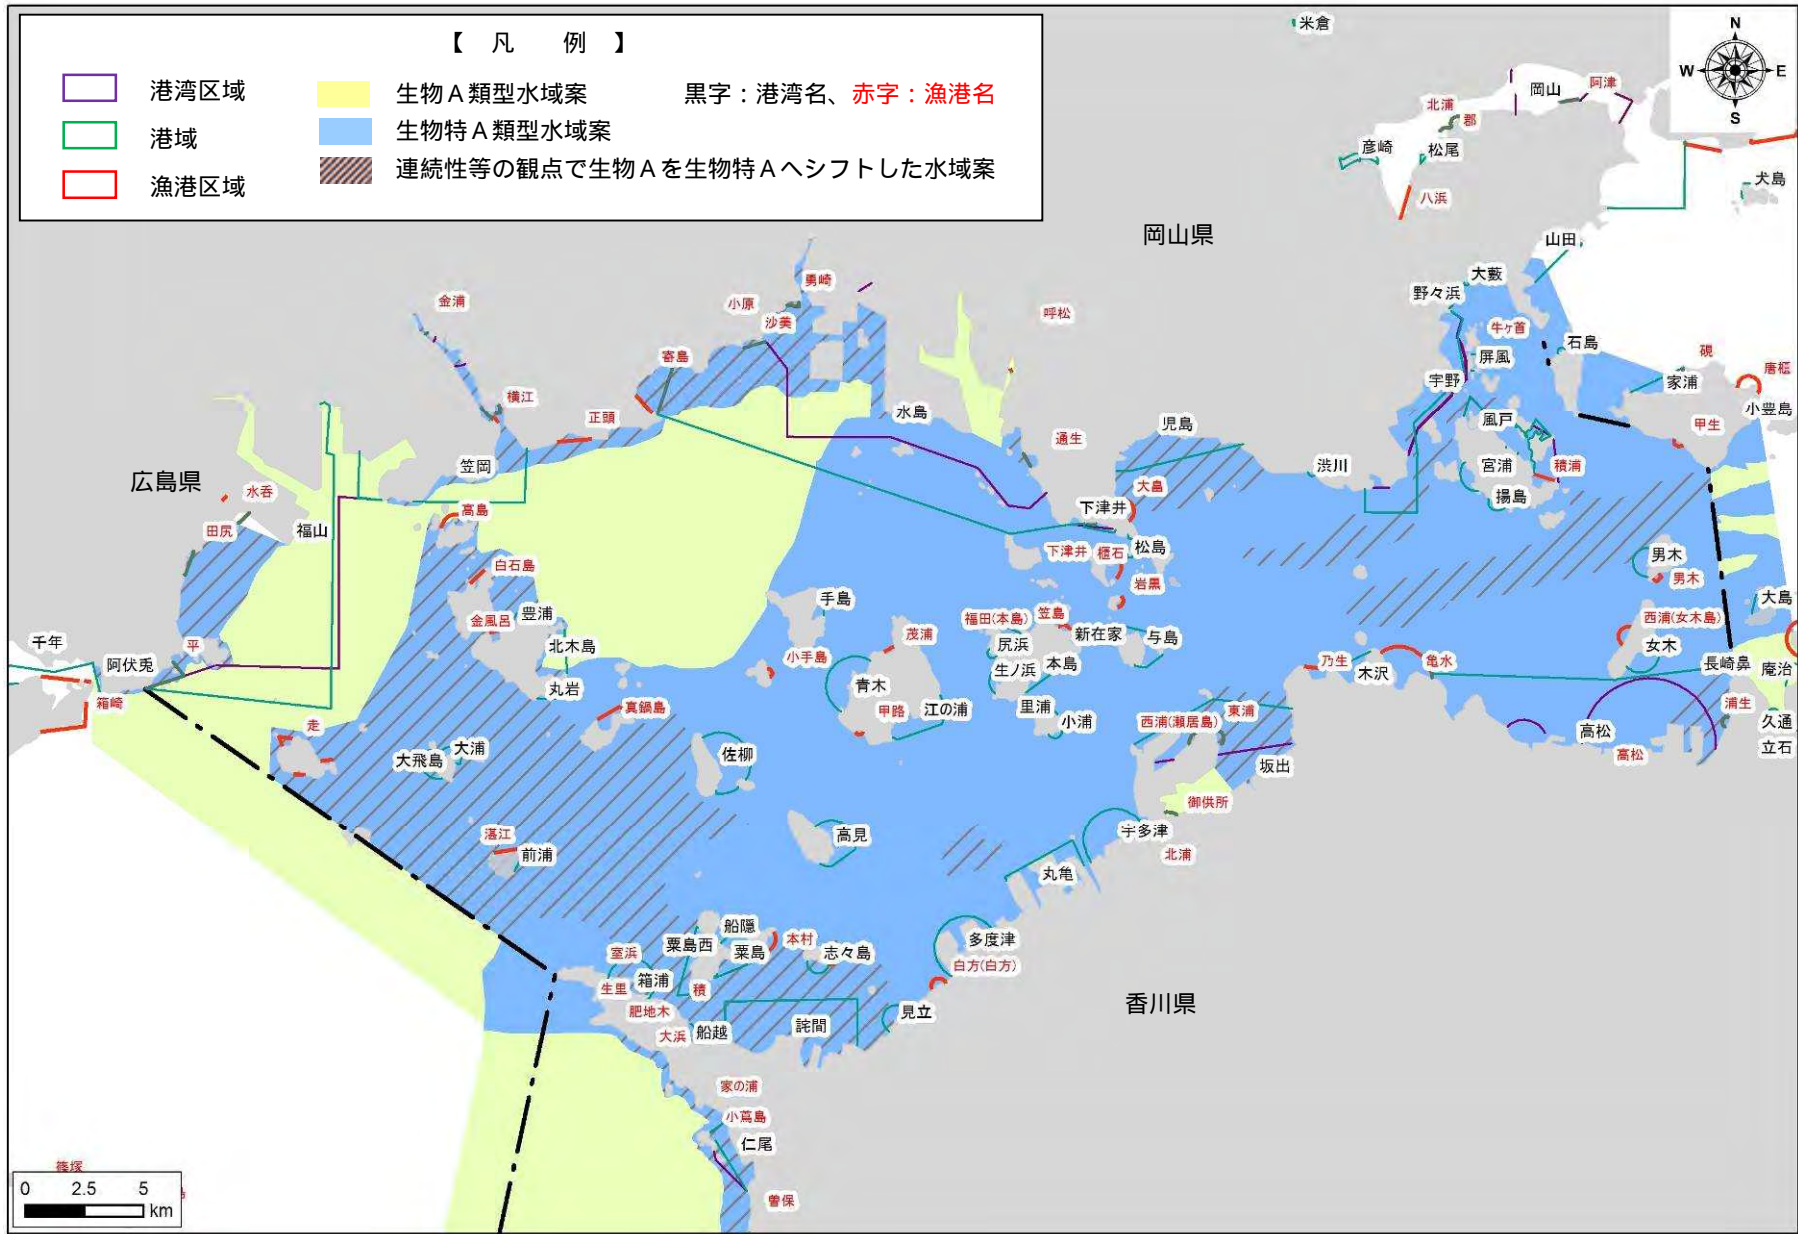 【 凡 例 】
港湾区域
港域
漁港区域
生物A類型水域案
生物特A類型水域案
連続性等の観点で生物Aを生物特Aへシフトした水域案
黒字:港湾名、赤字:漁港名
N
W E
S
米倉
岡山
阿津
北浦
郡
彦崎
松尾
八浜
犬島
岡山県
山田
大藪
野々浜
牛ケ首
屏風
石島
宇野
硯
唐櫃
家浦
小豊島
甲生
風戸
宮浦
積浦
揚島
勇崎
小原
沙美
呼松
金浦
寄島
横江
正頭
水島
児島
通生
渋川
笠岡
広島県
水呑
田尻
福山
高島
大畠
下津井
下津井
櫃石
松島
岩黒
男木
男木
大島
白石島
金風呂
豊浦
北木島
丸岩
手島
小手島
茂浦
青木
甲路
江の浦
福田(本島)
笠島
尻浜
新在家
与島
生ノ浜
本島
里浦
小浦
西浦(女木島)
女木
長崎鼻
庵治
千年
阿伏兎
平
箱崎
走
真鍋島
大浦
大飛島
佐柳
乃生
木沢
亀水
西浦(瀬居島)
東浦
坂出
高松
高松
浦生
久通
立石
御供所
湛江
前浦
高見
宇多津
北浦
丸亀
船隠
粟島西
粟島
本村
志々島
多度津
白方(白方)
室浜
箱浦
生里
積
肥地木
大浜
船越
詫間
見立
香川県
家の浦
小蔦島
仁尾
曽保
篠塚
島
0 2.5 5
km